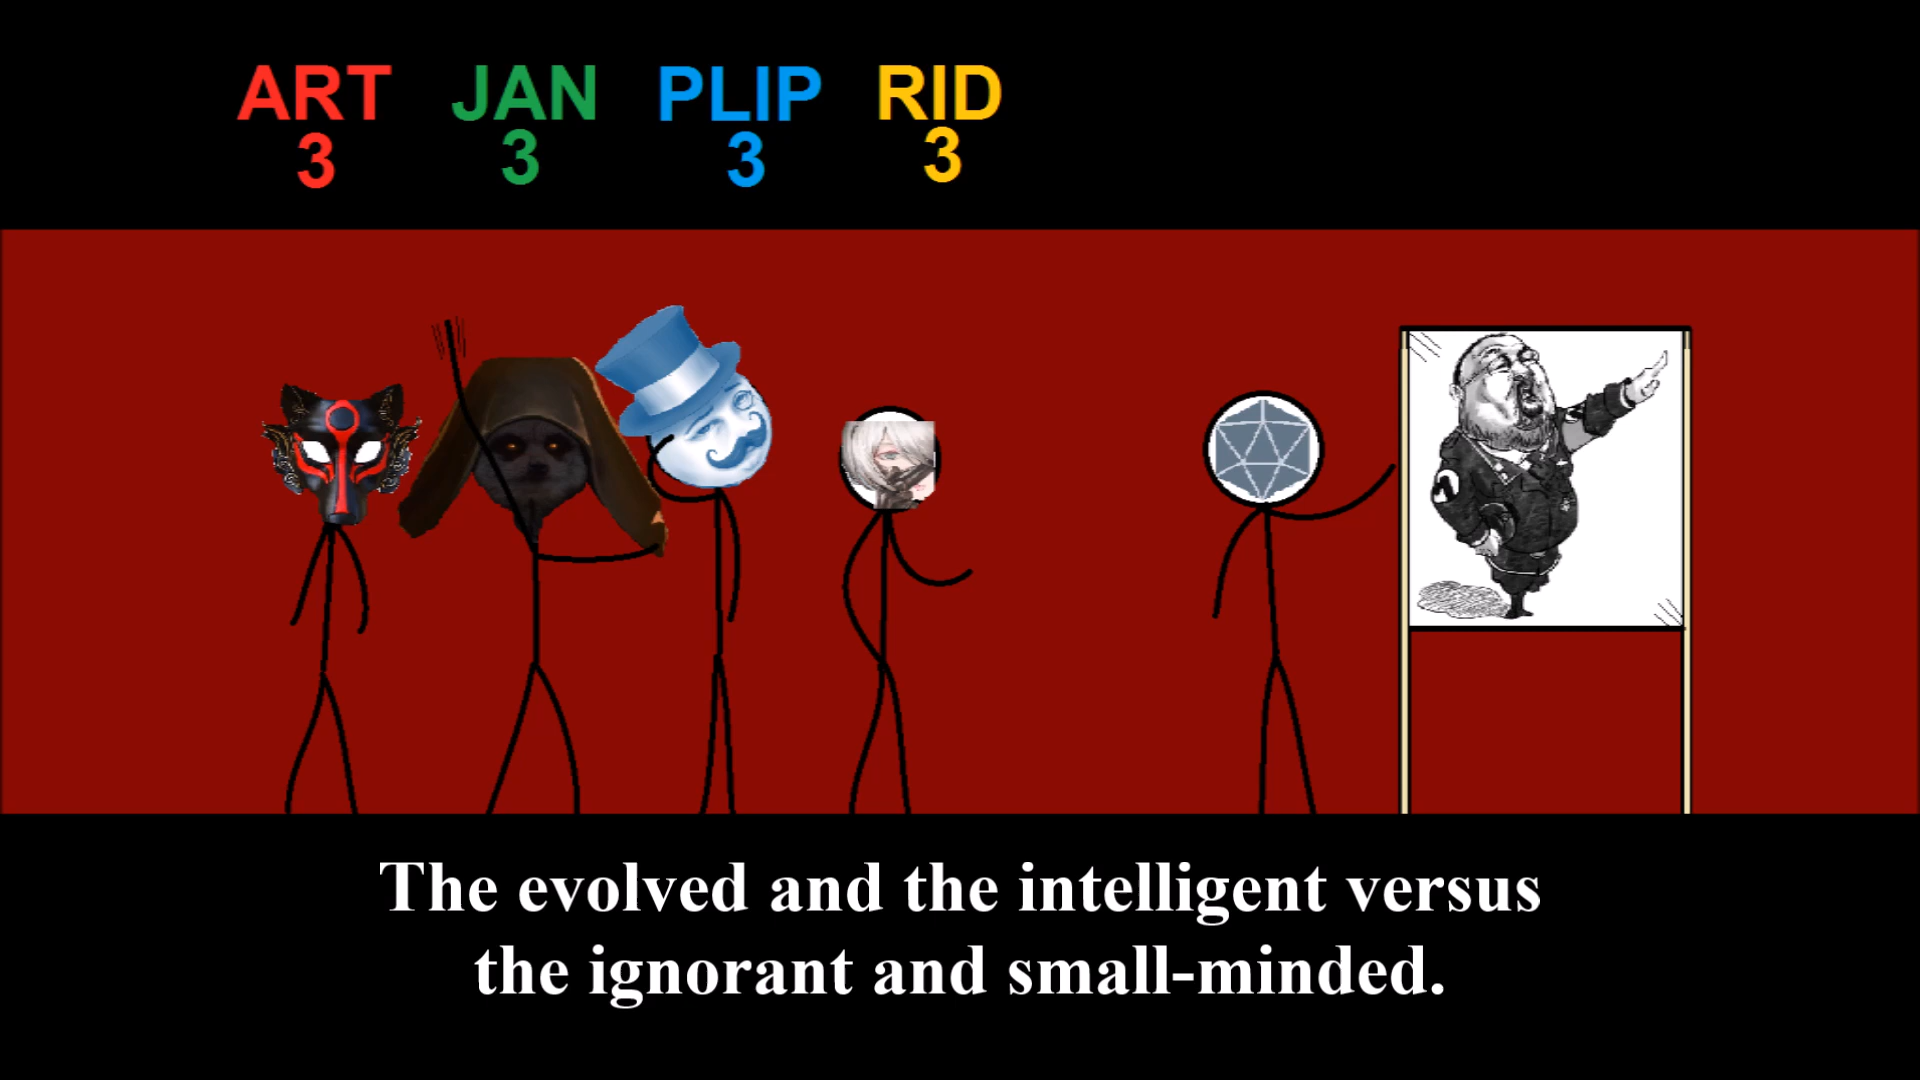 ART JAN PLIP RID
3 3 3 3
The evolved and the intelligent versus
the ignorant and small-minded.